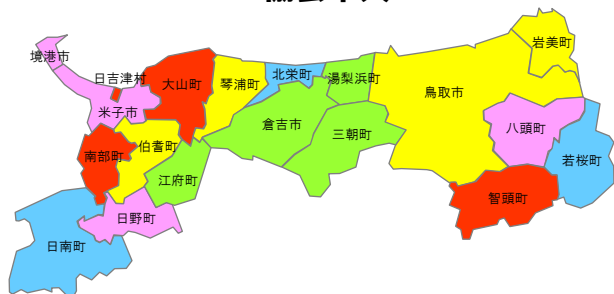 境港市
日吉津村
米子市
大山町
琴浦町
北栄町
湯梨浜町
岩美町
鳥取市
倉吉市
三朝町
八頭町
若桜町
智頭町
南部町
伯耆町
江府町
日野町
日南町